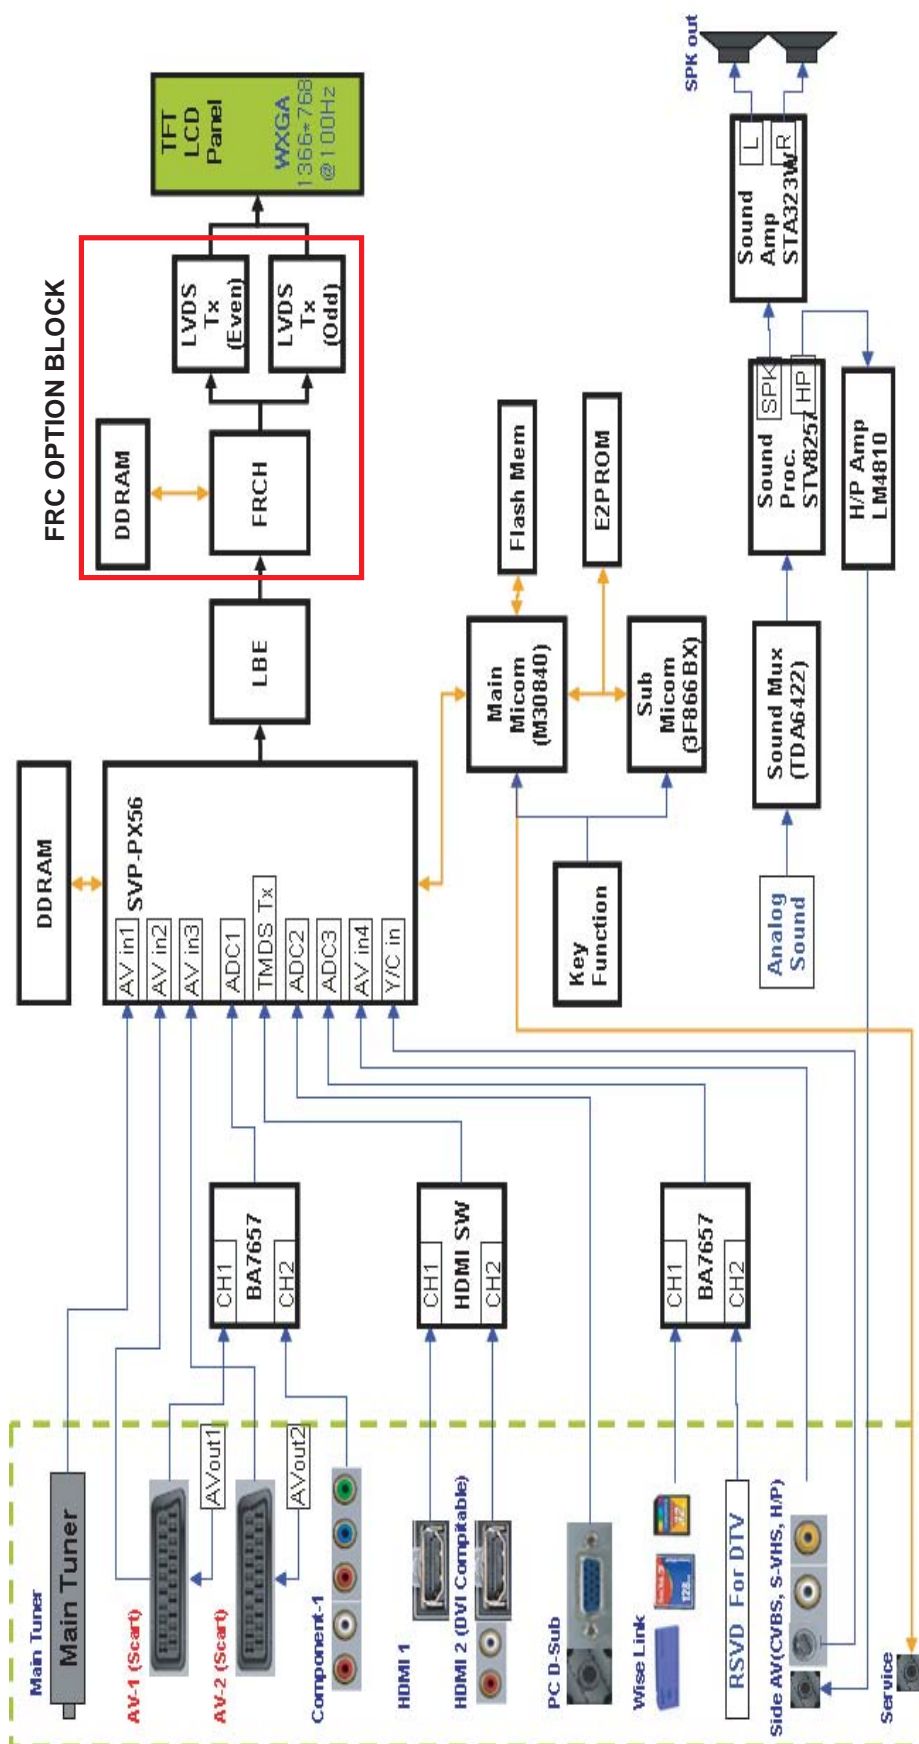 Main Tuner
Main Tuner
AV-1 (Scart)
AVout1
AV-2 (Scart)
AVout2
Component-1
HDMI 1
HDMI 2 (DVI Compitable)
PC D-Sub
Wise Link
RSVD For DTV
Side AV(CVBS, S-VHS, H/P)
Service
CH1
BA7657
CH2
CH1
HDMI SW
CH2
CH1
BA7657
CH2
DDRAM
SVP-PX56
AV in1
AV in2
AV in3
ADC1
TMDS Tx
ADC2
ADC3
AV in4
Y/C in
Key
Function
Analog
Sound
LBE
Main
Micom
(M30840)
Sub
Micom
(3F866BX)
Sound Mux
(TDA6422)
FRC OPTION BLOCK
DDRAM
FRCH
LVDS
Tx
(Even)
LVDS
Tx
(Odd)
Flash Mem
E2PROM
Sound
Proc.
STV8257
SPK
HP
H/P Amp
LM4810
TFT
LCD
Panel
WXGA
1366*768
@100Hz
Sound
Amp
STA323W
L
R
SPK out